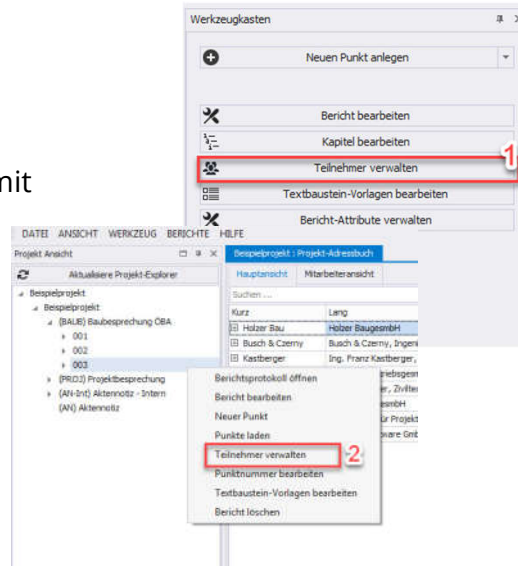 Werkzeugkasten
Neuen Punkt anlegen
Bericht bearbeiten
Kapitel bearbeiten
1
Teilnehmer verwalten
Textbaustein-Vorlagen bearbeiten
Bericht-Attribute verwalten
mit
DATEI ANSICHT WERKZEUG BERICHTE HILFE
Projekt Ansicht
Beispielprojekt : Projekt-Adressbuch
Aktualisiere Projekt-Explorer
Hauptansicht Mitarbeiteransicht
Suchen ...
Kurz Lang
Beispielprojekt
Beispielprojekt
(BAUB) Baubesprechung ÖBA
001
002
003
(PROJ) Projektbesprechung
(AN-Int) Aktennotiz - Intern
(AN) Aktennotiz
Holzer Bau Holzer BaugesmbH
Busch & Czerny Busch & Czerny, Ingeni
Kastberger Ing. Franz Kastberger,
Berichtsprotokoll öffnen
Bericht bearbeiten
Neuer Punkt
Punkte laden
Teilnehmer verwalten
2
Punktnummer bearbeiten
Textbaustein-Vorlagen bearbeiten
Bericht löschen